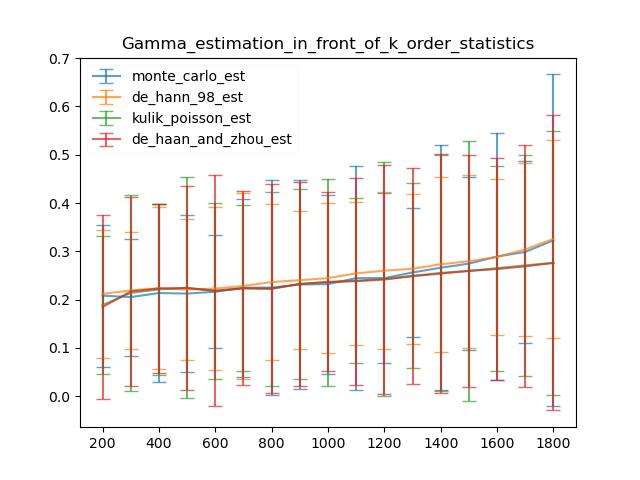 Gamma_estimation_in_front_of_k_order_statistics
monte_carlo_est
de_hann_98_est
kulik_poisson_est
de_haan_and_zhou_est
0.7
0.6
0.5
0.4
0.3
0.2
0.1
0.0
200 400 600 800 1000 1200 1400 1600 1800